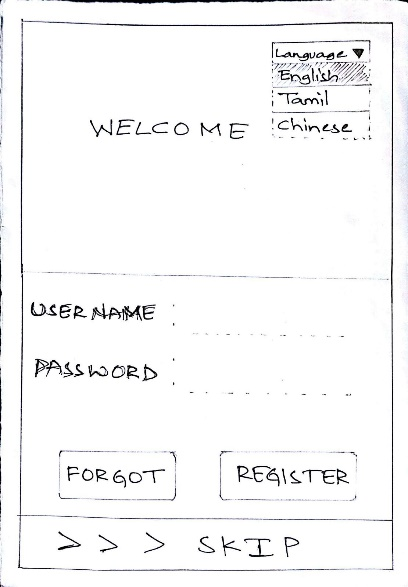 Language ▼
English
Tamil
Chinese
WELCOME
USERNAME :
PASSWORD :
FORGOT
REGISTER
> > > SKIP